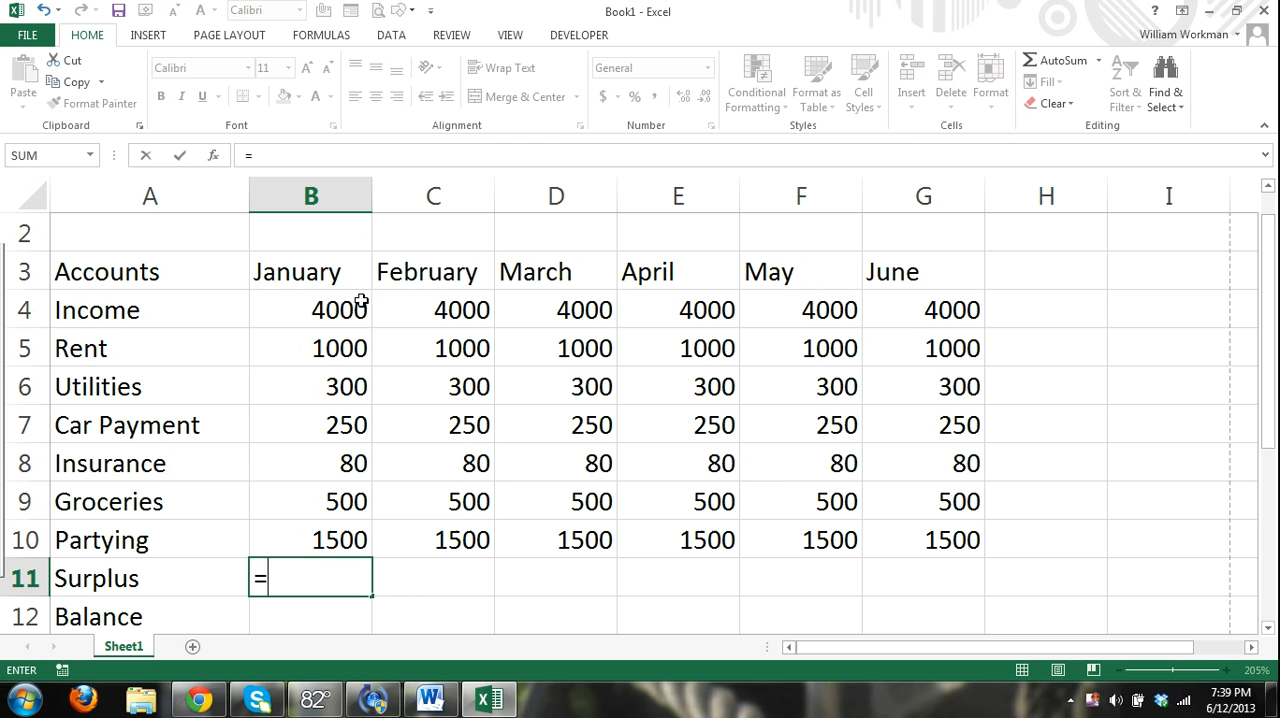 Calibri
Book1 - Excel
?
FILE HOME INSERT PAGE LAYOUT FORMULAS DATA REVIEW VIEW DEVELOPER William Workman
Paste
Cut
Copy
Format Painter
Clipboard
Calibri 11
B I U
Font
Wrap Text
Merge & Center
Alignment
General
$ % ,
Number
Conditional Formatting
Format as Table
Cell Styles
Styles
Insert Delete Format
Cells
AutoSum
Fill
Clear
Sort & Filter
Find & Select
Editing
SUM fx =
A B C D E F G H I
2
3 Accounts January February March April May June
4 Income 4000 4000 4000 4000 4000 4000
5 Rent 1000 1000 1000 1000 1000 1000
6 Utilities 300 300 300 300 300 300
7 Car Payment 250 250 250 250 250 250
8 Insurance 80 80 80 80 80 80
9 Groceries 500 500 500 500 500 500
10 Partying 1500 1500 1500 1500 1500 1500
11 Surplus =
12 Balance
Sheet1
ENTER 205%
82°
7:39 PM
6/12/2013